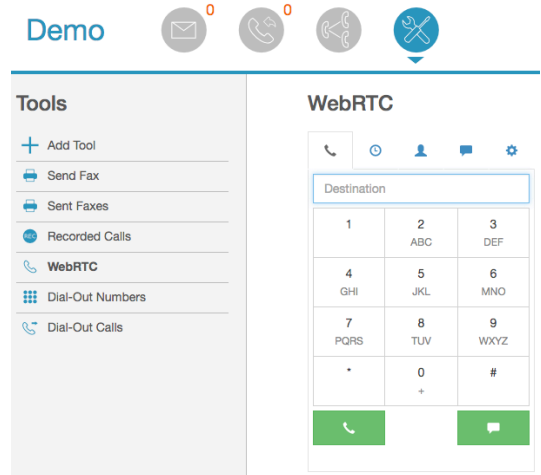 Demo
0
0
Tools
Add Tool
Send Fax
Sent Faxes
REC Recorded Calls
WebRTC
Dial-Out Numbers
Dial-Out Calls
WebRTC
Destination
1 2 3
ABC DEF
4 5 6
GHI JKL MNO
7 8 9
PQRS TUV WXYZ
* 0 #
+